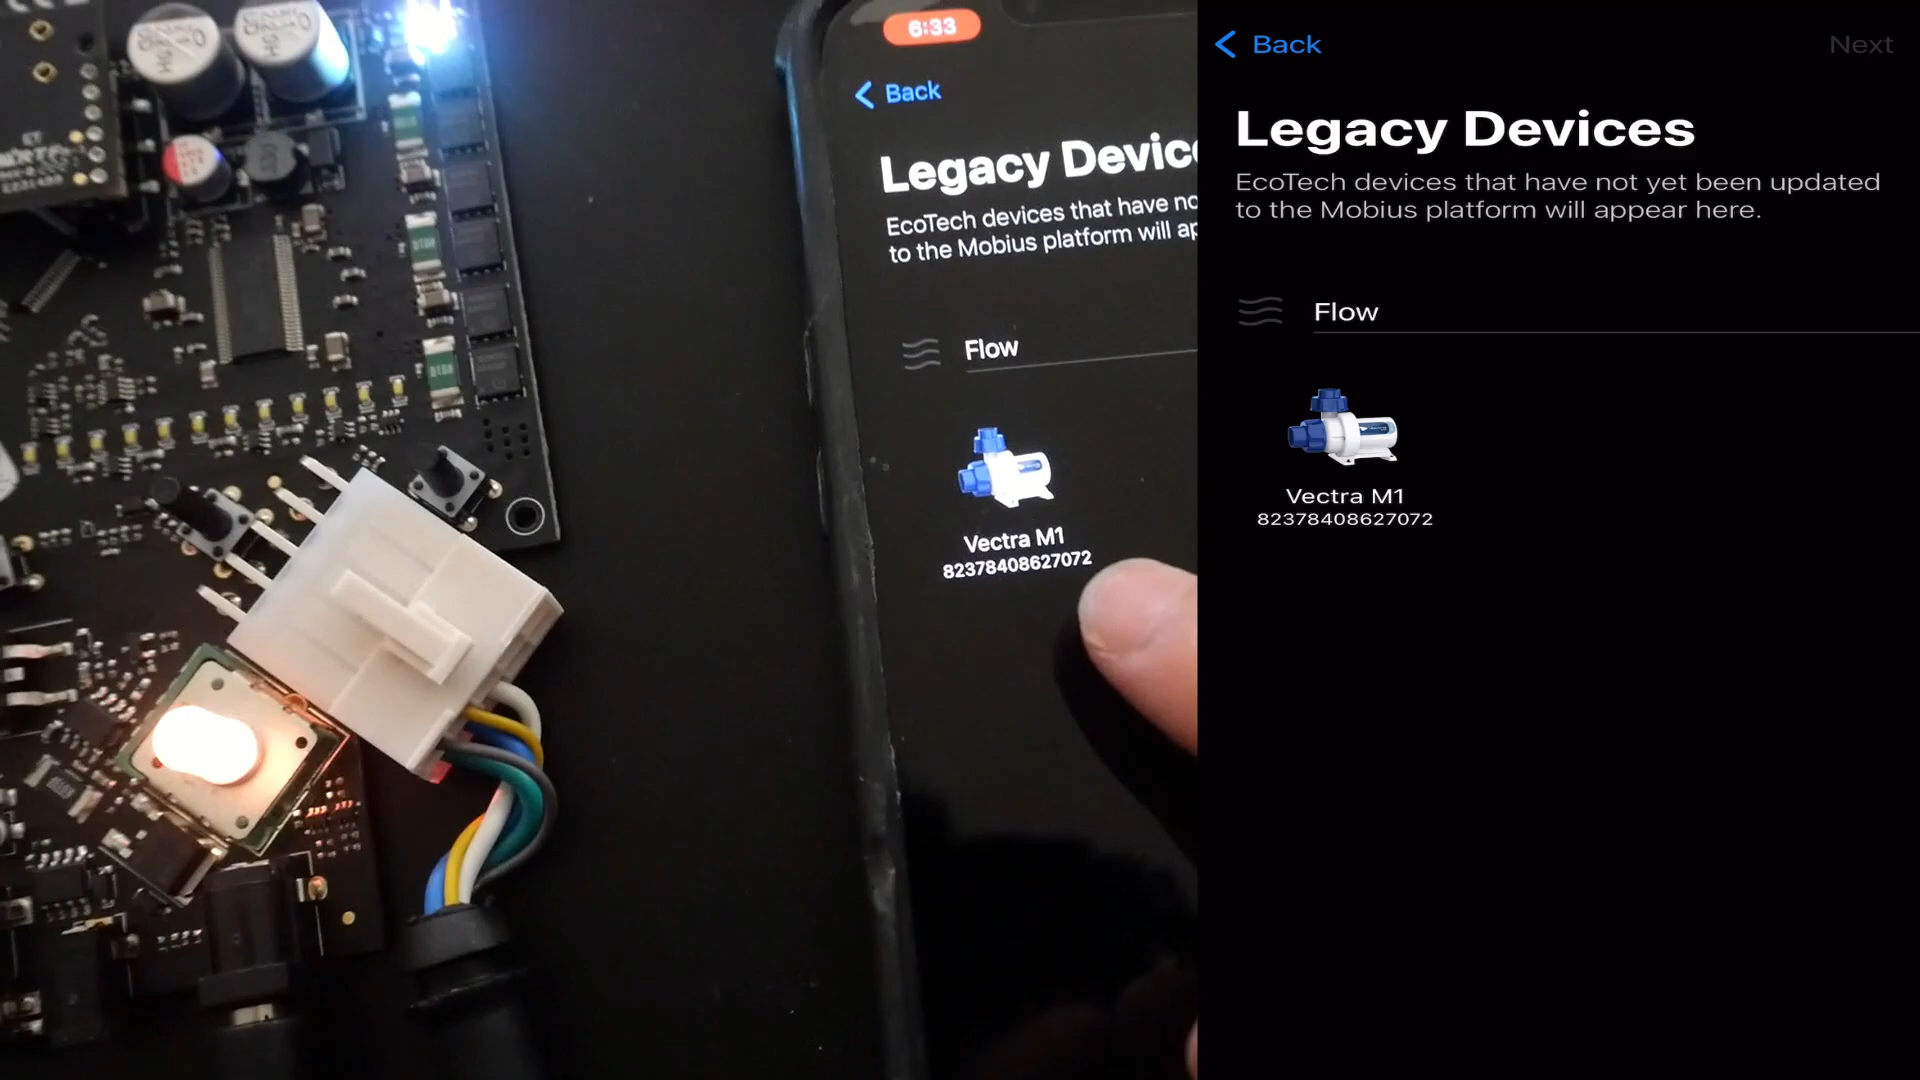 6:33
Back
Legacy Devic
EcoTech devices that have no
to the Mobius platform will ap
Flow
Vectra M1
82378408627072
Back
Next
Legacy Devices
EcoTech devices that have not yet been updated
to the Mobius platform will appear here.
Flow
Vectra M1
82378408627072